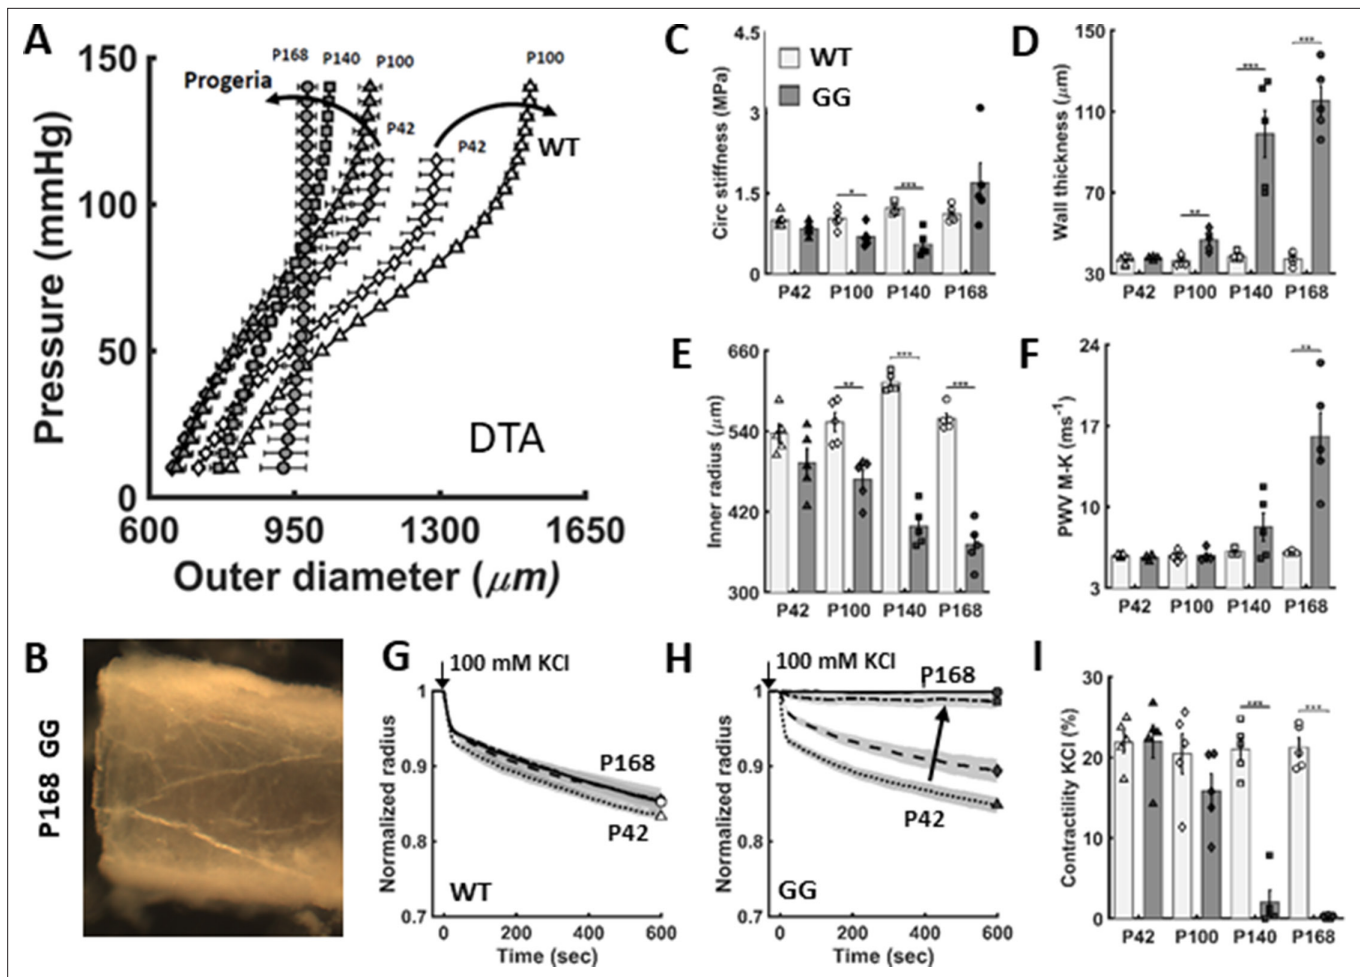 A
150
100
50
0
Pressure (mmHg)
P168 P140 P100
Progeria
P42
P42
P100
WT
DTA
600 950 1300 1650
Outer diameter (μm)
B
P168 GG
C
4.5
3
1.5
0
Circ stiffness (MPa)
WT
GG
*
***
P42 P100 P140 P168
D
150
110
70
30
Wall thickness (μm)
**
***
***
P42 P100 P140 P168
E
660
540
420
300
Inner radius (μm)
**
***
***
P42 P100 P140 P168
F
24
17
10
3
PWV M-K (ms⁻¹)
**
P42 P100 P140 P168
G
100 mM KCl
1
0.9
0.8
0.7
Normalized radius
P168
P42
WT
0 200 400 600
Time (sec)
H
100 mM KCl
1
0.9
0.8
0.7
Normalized radius
P168
P42
GG
0 200 400 600
Time (sec)
I
30
20
10
0
Contractility KCl (%)
***
***
P42 P100 P140 P168